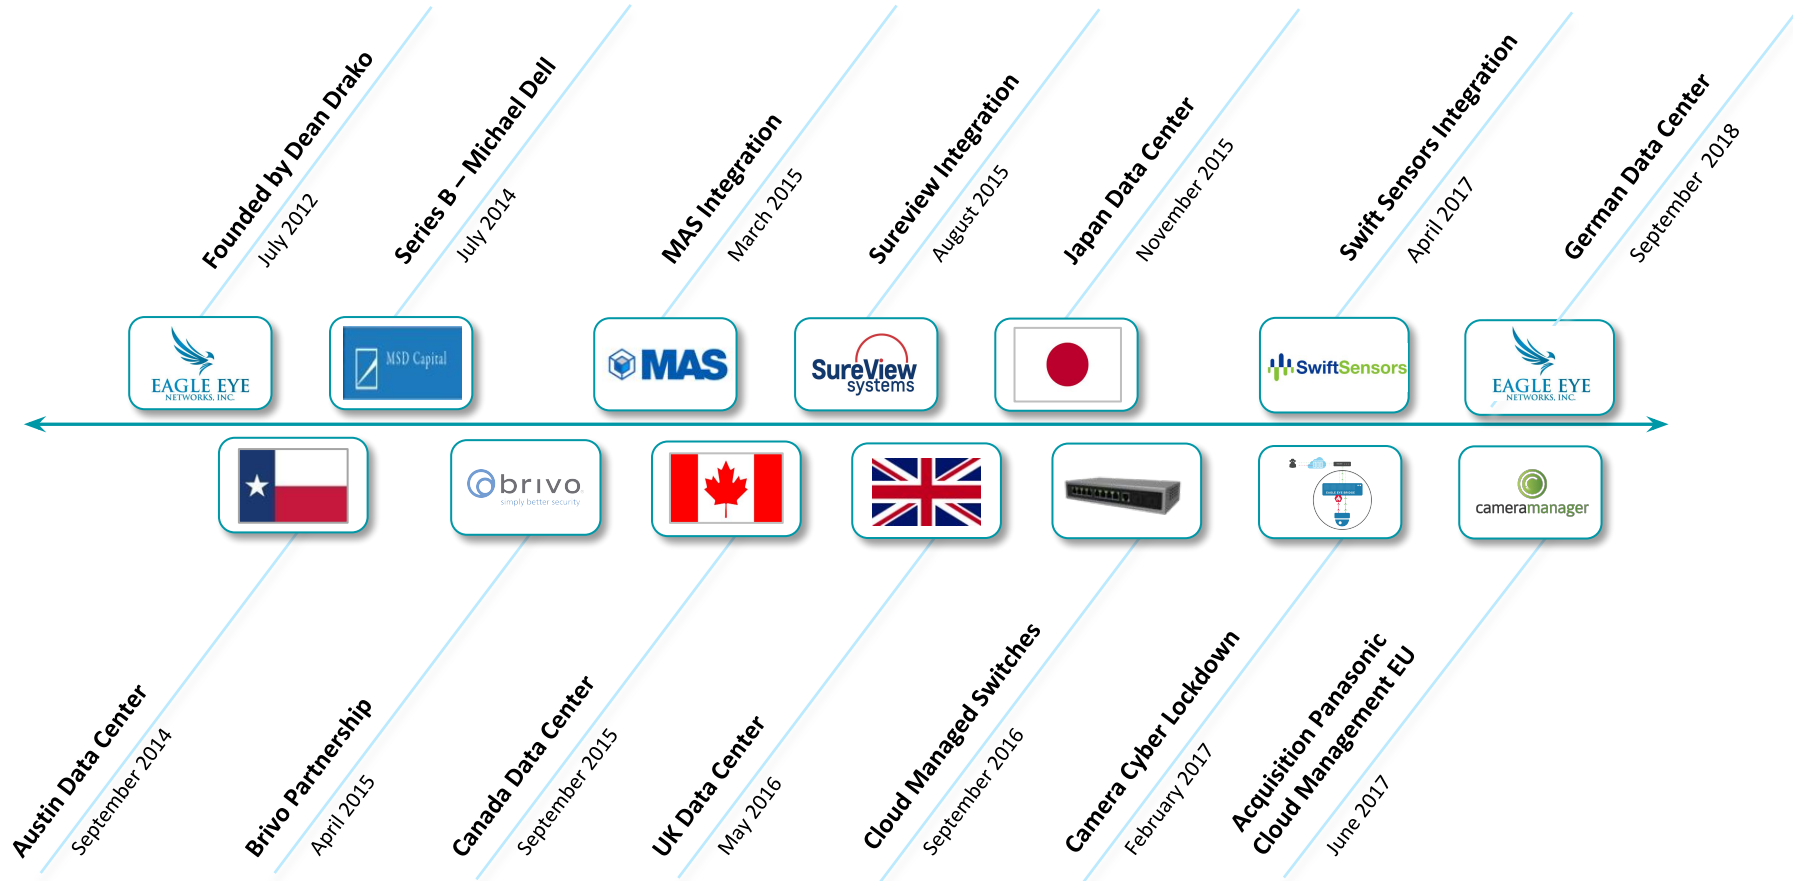 Founded by Dean Drako
July 2012
Series B – Michael Dell
July 2014
MAS Integration
March 2015
Sureview Integration
August 2015
Japan Data Center
November 2015
Swift Sensors Integration
April 2017
German Data Center
September 2018
EAGLE EYE
NETWORKS, INC.
MSD Capital
MAS
SureView
systems
SwiftSensors
EAGLE EYE
NETWORKS, INC.
brivo
simply better security
EAGLE EYE BRIDGE
cameramanager
Austin Data Center
September 2014
Brivo Partnership
April 2015
Canada Data Center
September 2015
UK Data Center
May 2016
Cloud Managed Switches
September 2016
Camera Cyber Lockdown
February 2017
Acquisition Panasonic
Cloud Management EU
June 2017